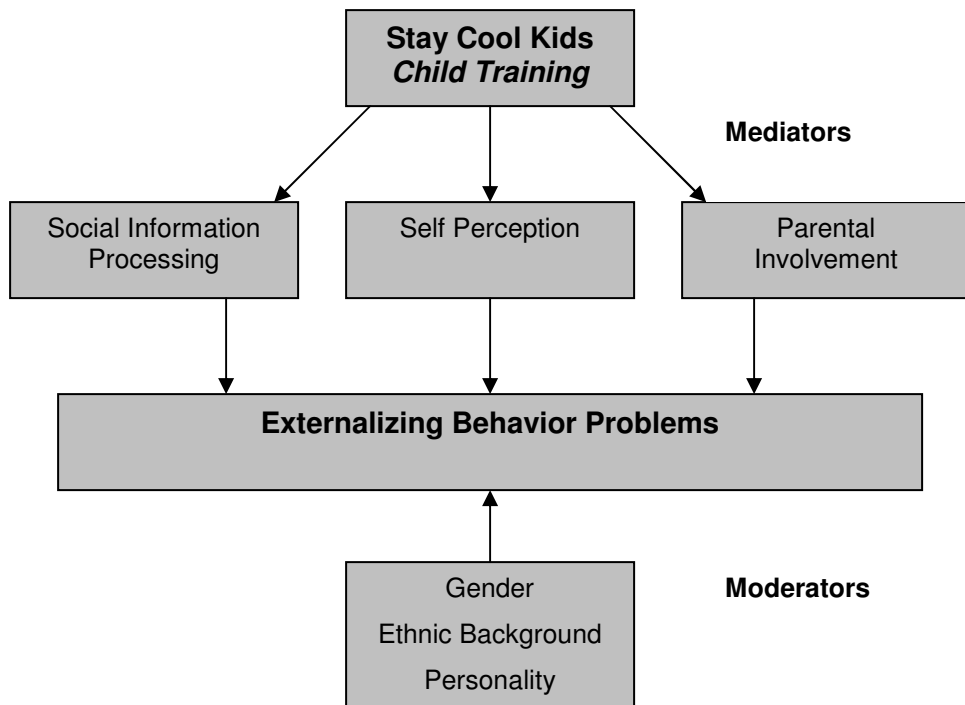 Stay Cool Kids
Child Training
Mediators
Social Information
Processing
Self Perception
Parental
Involvement
Externalizing Behavior Problems
Gender
Ethnic Background
Personality
Moderators